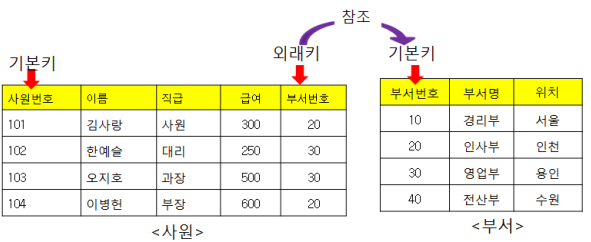 참조
기본키 외래키 기본키
사원번호 이름 직급 급여 부서번호
101 김사랑 사원 300 20
102 한예슬 대리 250 30
103 오지호 과장 500 30
104 이병헌 부장 600 20
<사원>
부서번호 부서명 위치
10 경리부 서울
20 인사부 인천
30 영업부 용인
40 전산부 수원
<부서>